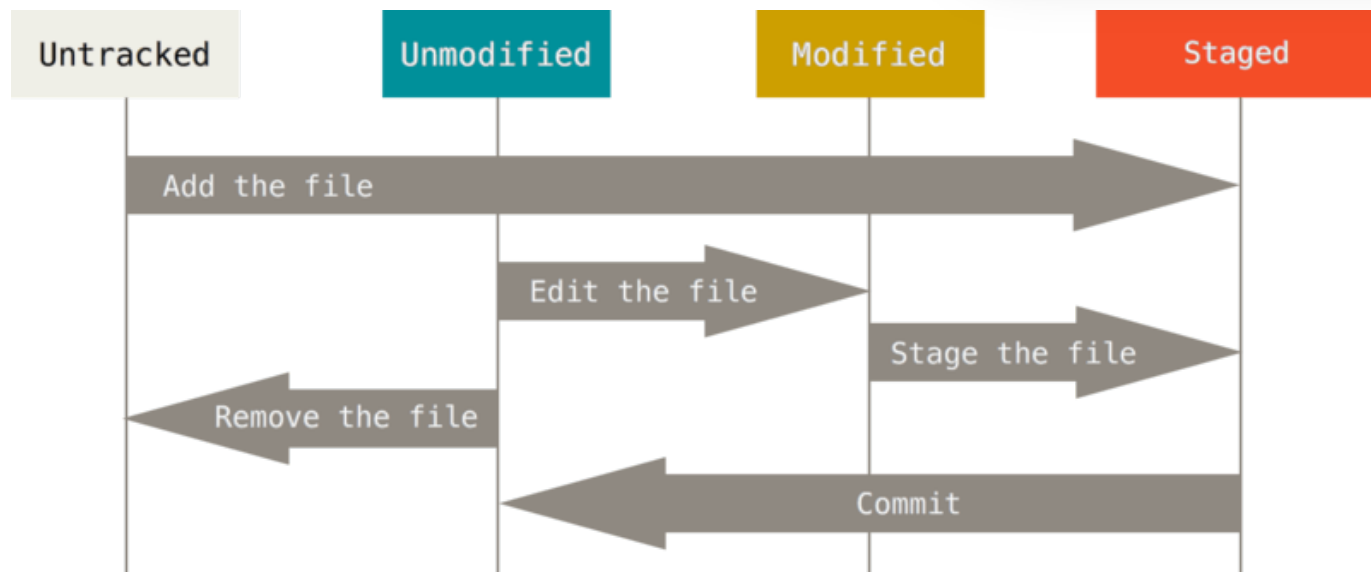 Untracked
Unmodified
Modified
Staged
Add the file
Edit the file
Stage the file
Remove the file
Commit